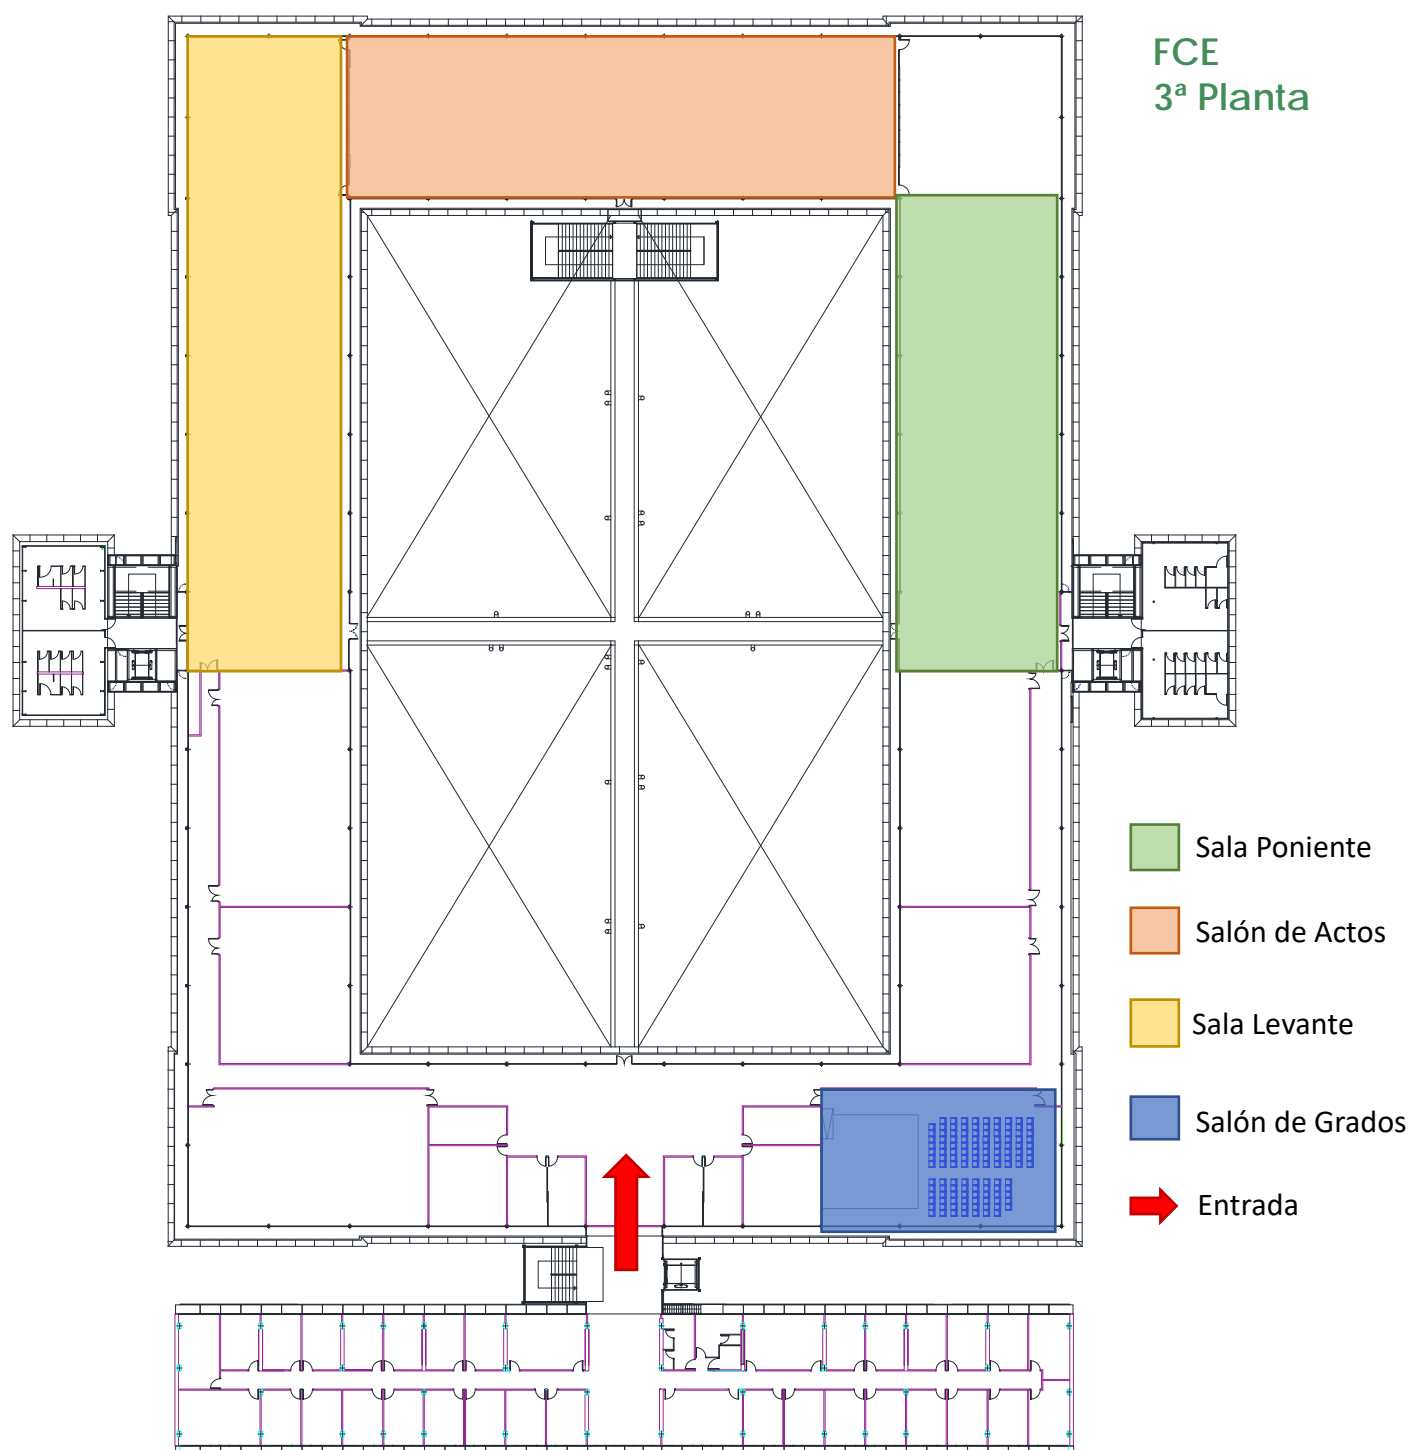 FCE
3ª Planta
Sala Poniente
Salón de Actos
Sala Levante
Salón de Grados
Entrada